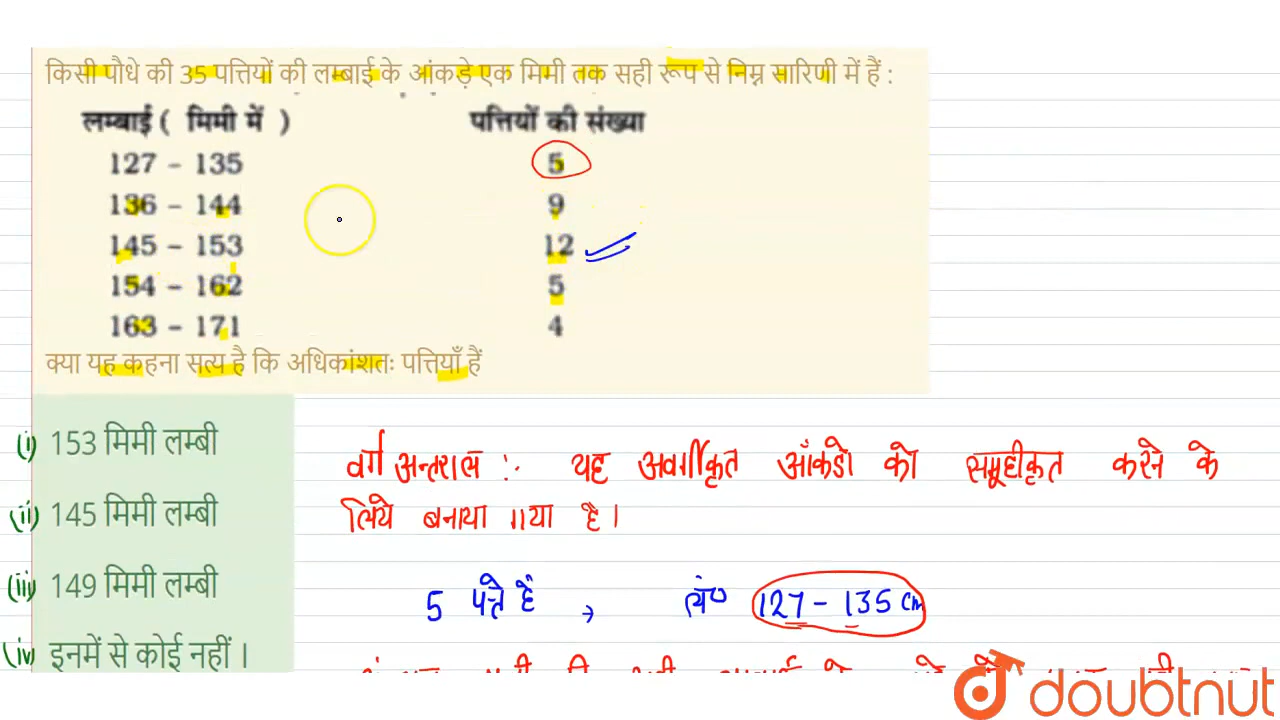 किसी पौधे की 35 पत्तियों की लम्बाई के आंकड़े एक मिमी तक सही रूप से निम्न सारिणी में हैं :
लम्बाई ( मिमी में ) पत्तियों की संख्या
127 - 135 5
136 - 144 9
145 - 153 12
154 - 162 5
163 - 171 4
क्या यह कहना सत्य है कि अधिकांशतः पत्तियाँ हैं
(i) 153 मिमी लम्बी
(ii) 145 मिमी लम्बी
(iii) 149 मिमी लम्बी
(iv) इनमें से कोई नहीं ।
वर्ग अन्तराल :- यह अवर्गीकृत आँकडो को समूहीकृत करने के
लिये बनाया गया है ।
5 पत्ते हैं , लं० 127 - 135 cm
doubtnut